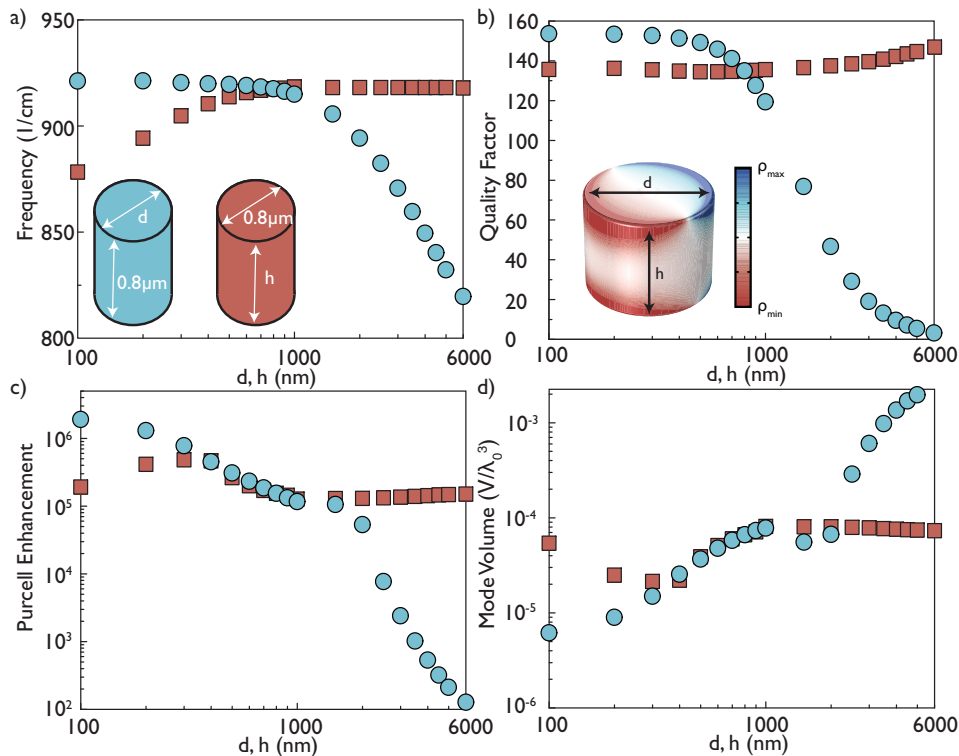 a)
950
900
850
800
Frequency (1/cm)
d
0.8μm
0.8μm
h
100
1000
6000
d, h (nm)
b)
160
140
120
100
80
60
40
20
0
Quality Factor
d
h
ρmax
ρmin
100
1000
6000
d, h (nm)
c)
10^6
10^5
10^4
10^3
10^2
Purcell Enhancement
100
1000
6000
d, h (nm)
d)
10^-3
10^-4
10^-5
10^-6
Mode Volume (V/λ0^3)
100
1000
6000
d, h (nm)